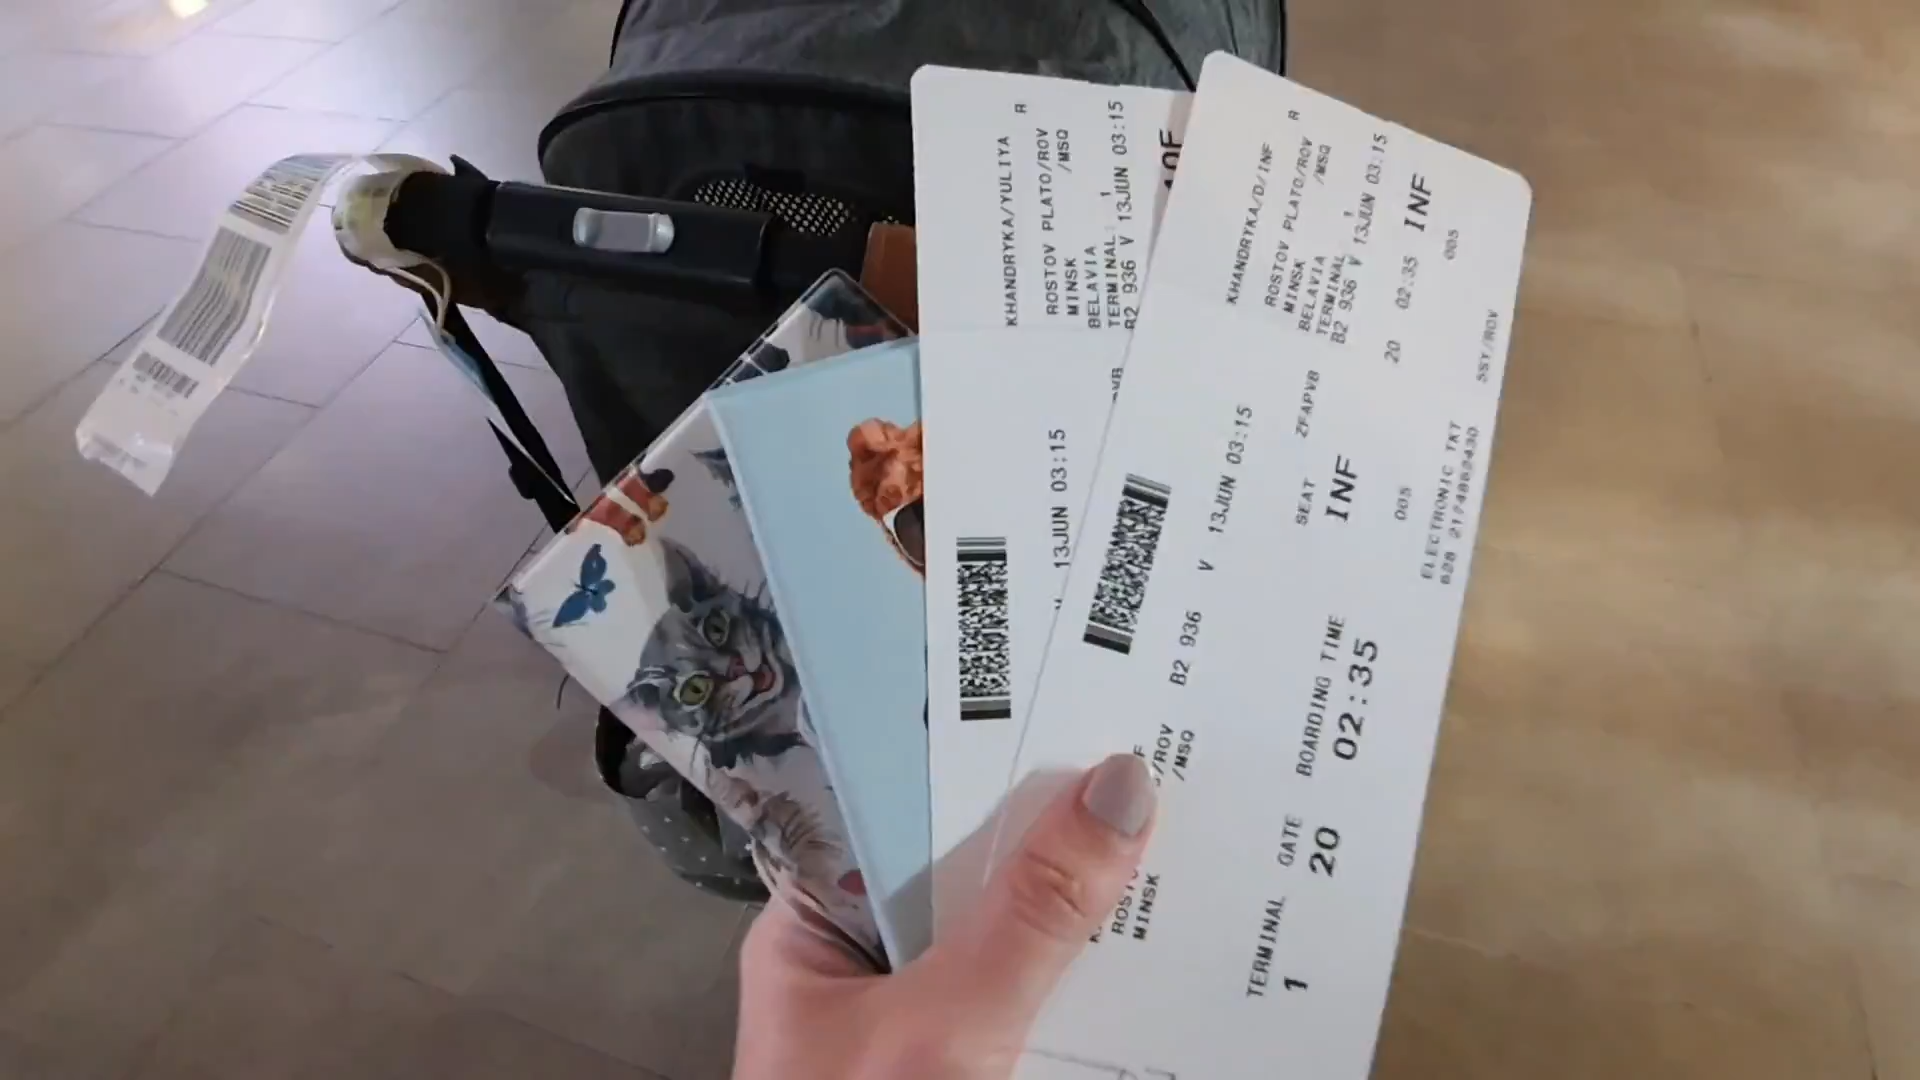 KHANDRYKA/YULIYA
R
ROSTOV PLATO/ROV
MINSK /MSQ
BELAVIA
TERMINAL: 1
B2 936 V 13JUN 03:15
13JUN 03:15
KHANDRYKA/D/INF
R
ROSTOV PLATO/ROV
MINSK /MSQ
BELAVIA
TERMINAL 1
B2 936 V 13JUN 03:15
20 02:35 INF
005
SSY/ROV
ZFAPVB
B2 936 V 13JUN 03:15
SEAT
INF
005
ELECTRONIC TKT
/ROV
MINSK /MSQ
TERMINAL GATE BOARDING TIME
1 20 02:35